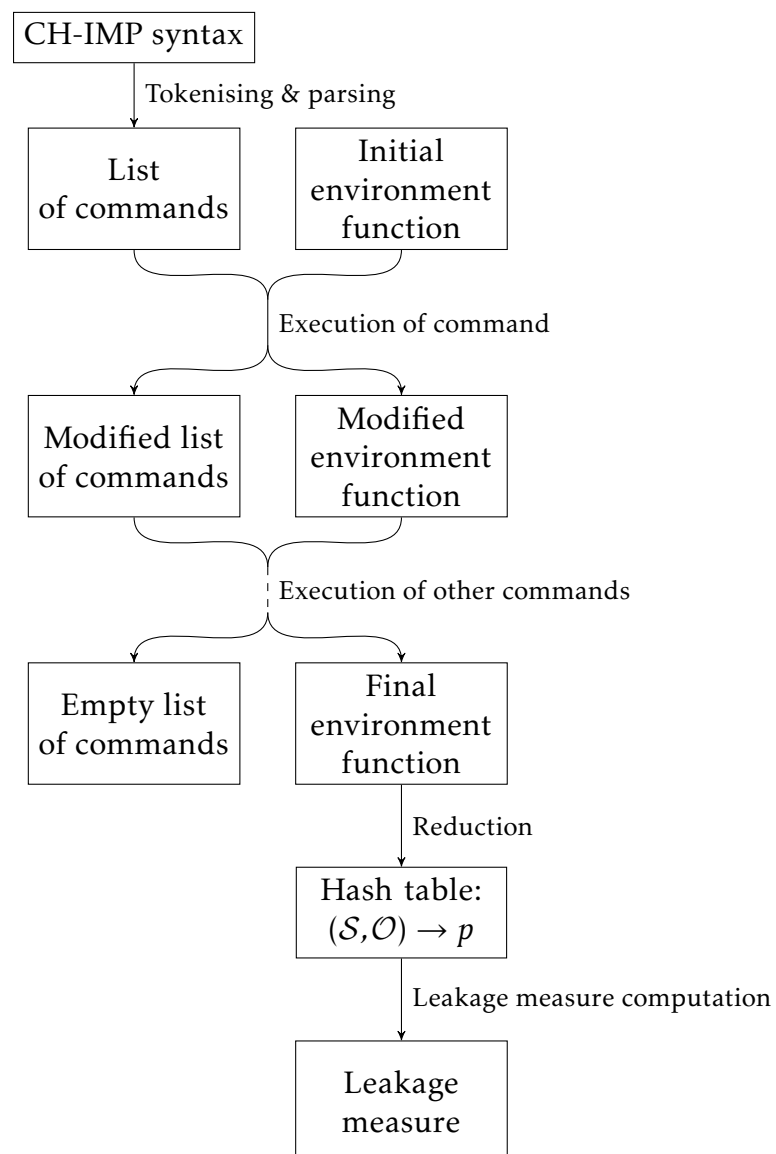 CH-IMP syntax
Tokenising & parsing
List
of commands
Initial
environment
function
Execution of command
Modified list
of commands
Modified
environment
function
Execution of other commands
Empty list
of commands
Final
environment
function
Reduction
Hash table:
(𝒮,𝒪) → p
Leakage measure computation
Leakage
measure